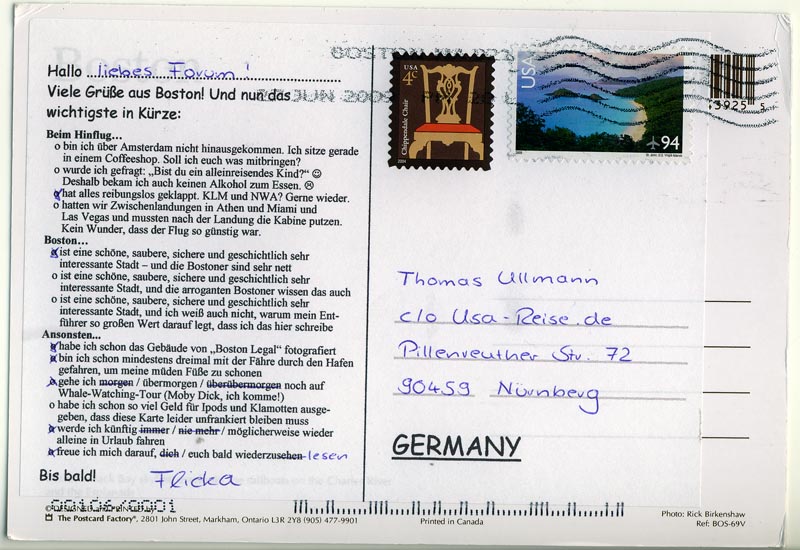 Hallo ...liebes Forum!...
Viele Grüße aus Boston! Und nun das
wichtigste in Kürze:
Beim Hinflug...
o bin ich über Amsterdam nicht hinausgekommen. Ich sitze gerade
in einem Coffeeshop. Soll ich euch was mitbringen?
o wurde ich gefragt: „Bist du ein alleinreisendes Kind?“ ☺
Deshalb bekam ich auch keinen Alkohol zum Essen. ☹
x hat alles reibungslos geklappt. KLM und NWA? Gerne wieder.
o hatten wir Zwischenlandungen in Athen und Miami und
Las Vegas und mussten nach der Landung die Kabine putzen.
Kein Wunder, dass der Flug so günstig war.
Boston...
x ist eine schöne, saubere, sichere und geschichtlich sehr
interessante Stadt – und die Bostoner sind sehr nett
o ist eine schöne, saubere, sichere und geschichtlich sehr
interessante Stadt, und die arroganten Bostoner wissen das auch
o ist eine schöne, saubere, sichere und geschichtlich sehr
interessante Stadt, und ich weiß auch nicht, warum mein Ent-
führer so großen Wert darauf legt, dass ich das hier schreibe
Ansonsten...
x habe ich schon das Gebäude von „Boston Legal“ fotografiert
x bin ich schon mindestens dreimal mit der Fähre durch den Hafen
gefahren, um meine müden Füße zu schonen
x gehe ich morgen / übermorgen / überübermorgen noch auf
Whale-Watching-Tour (Moby Dick, ich komme!)
o habe ich schon so viel Geld für Ipods und Klamotten ausge-
geben, dass diese Karte leider unfrankiert bleiben muss
x werde ich künftig immer / nie mehr / möglicherweise wieder
alleine in Urlaub fahren
x freue ich mich darauf, dich / euch bald wiederzusehen -lesen
Bis bald! Flicka
USA
4c
Chippendale Chair
2004
USA
94
3925 5
Thomas Ullmann
c/o Usa-Reise.de
Pillenreuther Str. 72
90459 Nürnberg
GERMANY
The Postcard Factory®, 2801 John Street, Markham, Ontario L3R 2Y8 (905) 477-9901
Printed in Canada
Photo: Rick Birkenshaw
Ref: BOS-69V